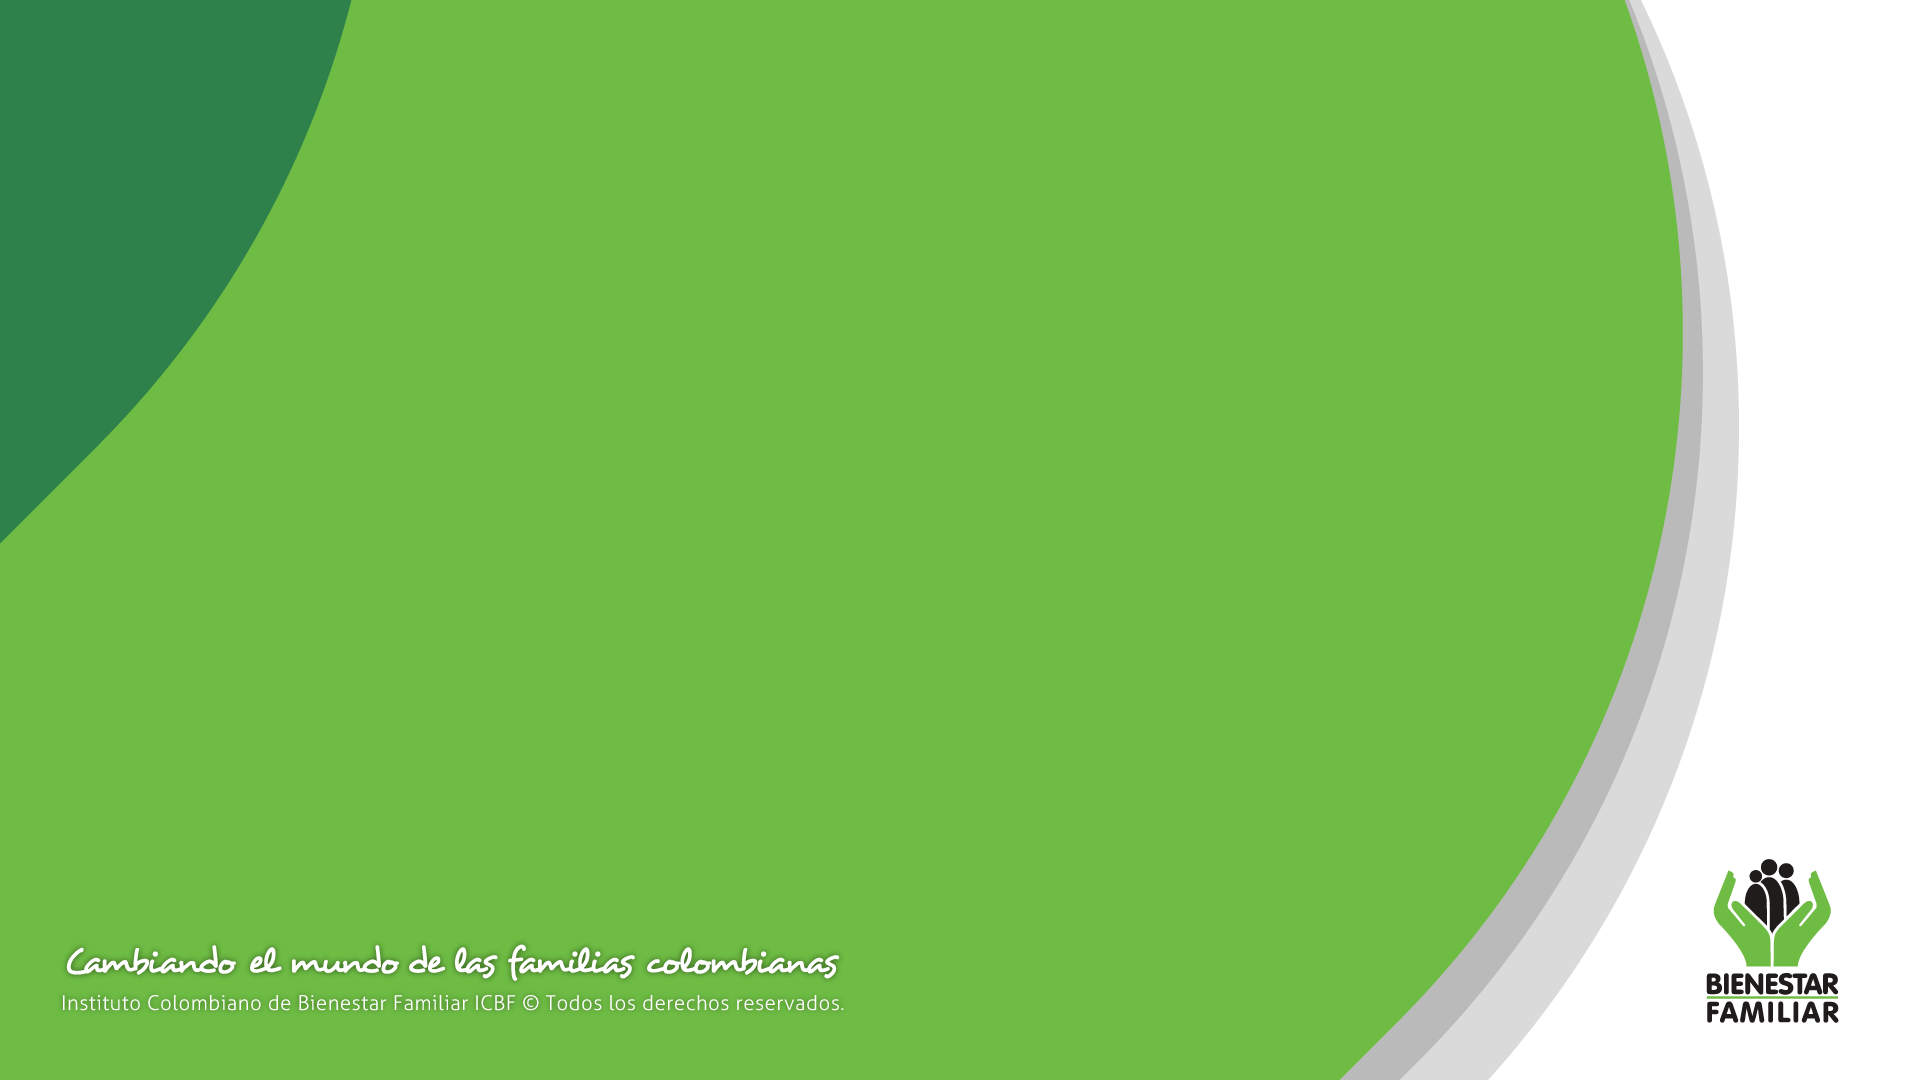 Cambiando el mundo de las familias colombianas
Instituto Colombiano de Bienestar Familiar ICBF © Todos los derechos reservados.
BIENESTAR
FAMILIAR